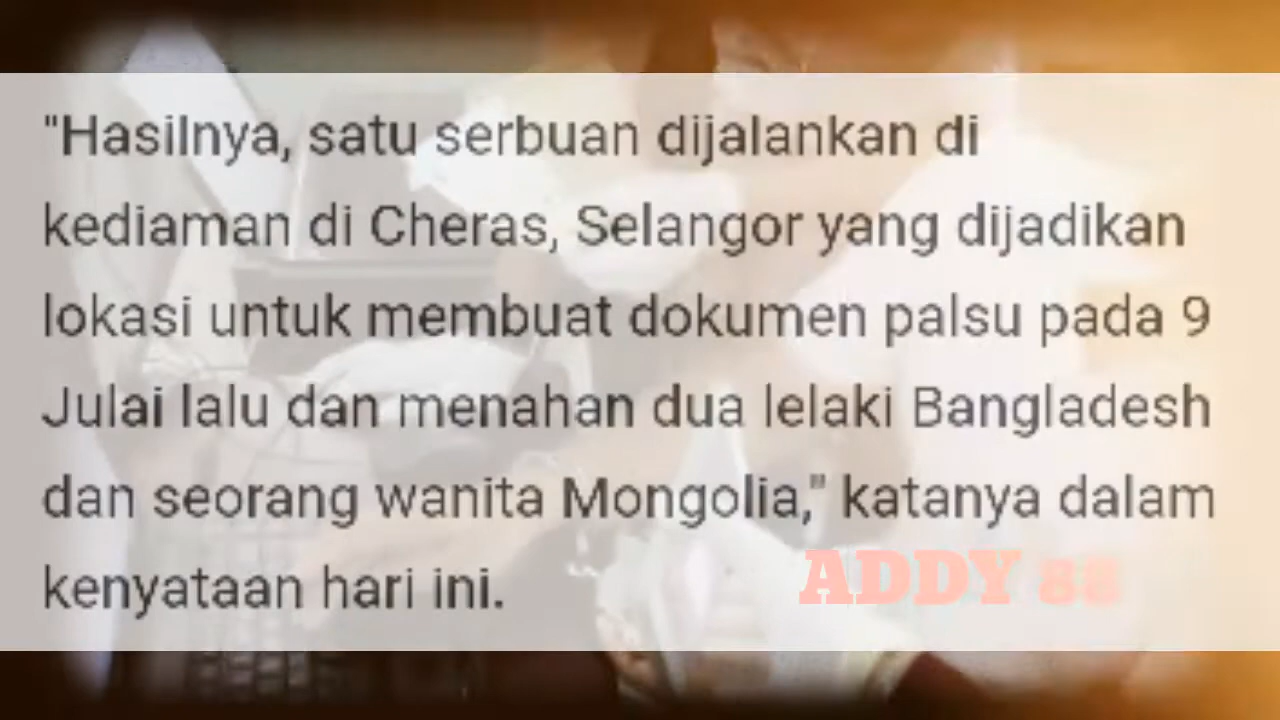 "Hasilnya, satu serbuan dijalankan di
kediaman di Cheras, Selangor yang dijadikan
lokasi untuk membuat dokumen palsu pada 9
Julai lalu dan menahan dua lelaki Bangladesh
dan seorang wanita Mongolia," katanya dalam
kenyataan hari ini.
ADDY 88